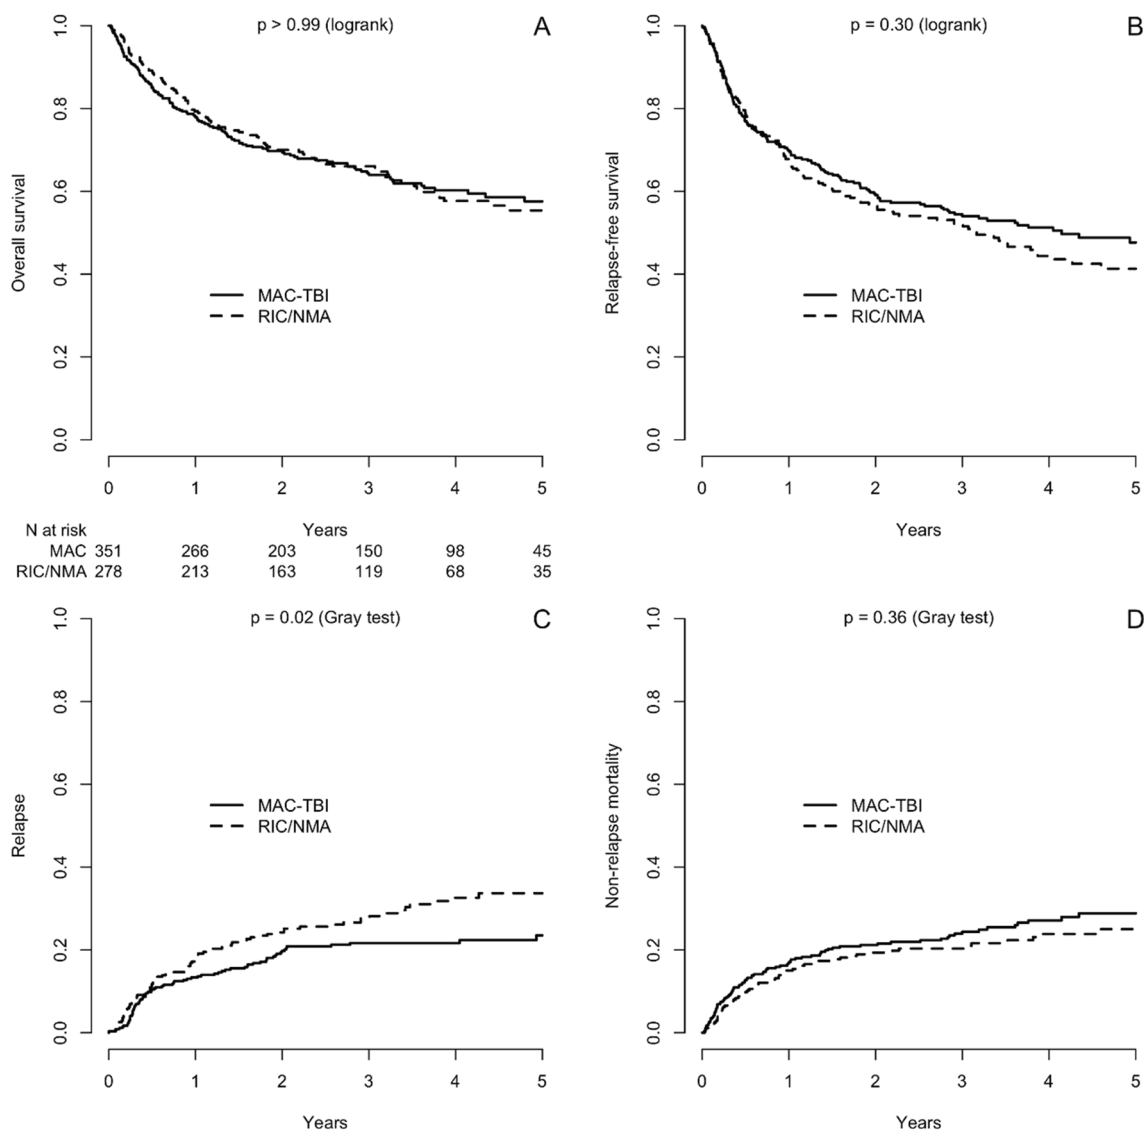 p > 0.99 (logrank)
A
Overall survival
1.0
0.8
0.6
0.4
0.2
0.0
MAC-TBI
RIC/NMA
0 1 2 3 4 5
Years
N at risk
MAC 351 266 203 150 98 45
RIC/NMA 278 213 163 119 68 35
p = 0.30 (logrank)
B
Relapse-free survival
1.0
0.8
0.6
0.4
0.2
0.0
MAC-TBI
RIC/NMA
0 1 2 3 4 5
Years
p = 0.02 (Gray test)
C
Relapse
1.0
0.8
0.6
0.4
0.2
0.0
MAC-TBI
RIC/NMA
0 1 2 3 4 5
Years
p = 0.36 (Gray test)
D
Non-relapse mortality
1.0
0.8
0.6
0.4
0.2
0.0
MAC-TBI
RIC/NMA
0 1 2 3 4 5
Years